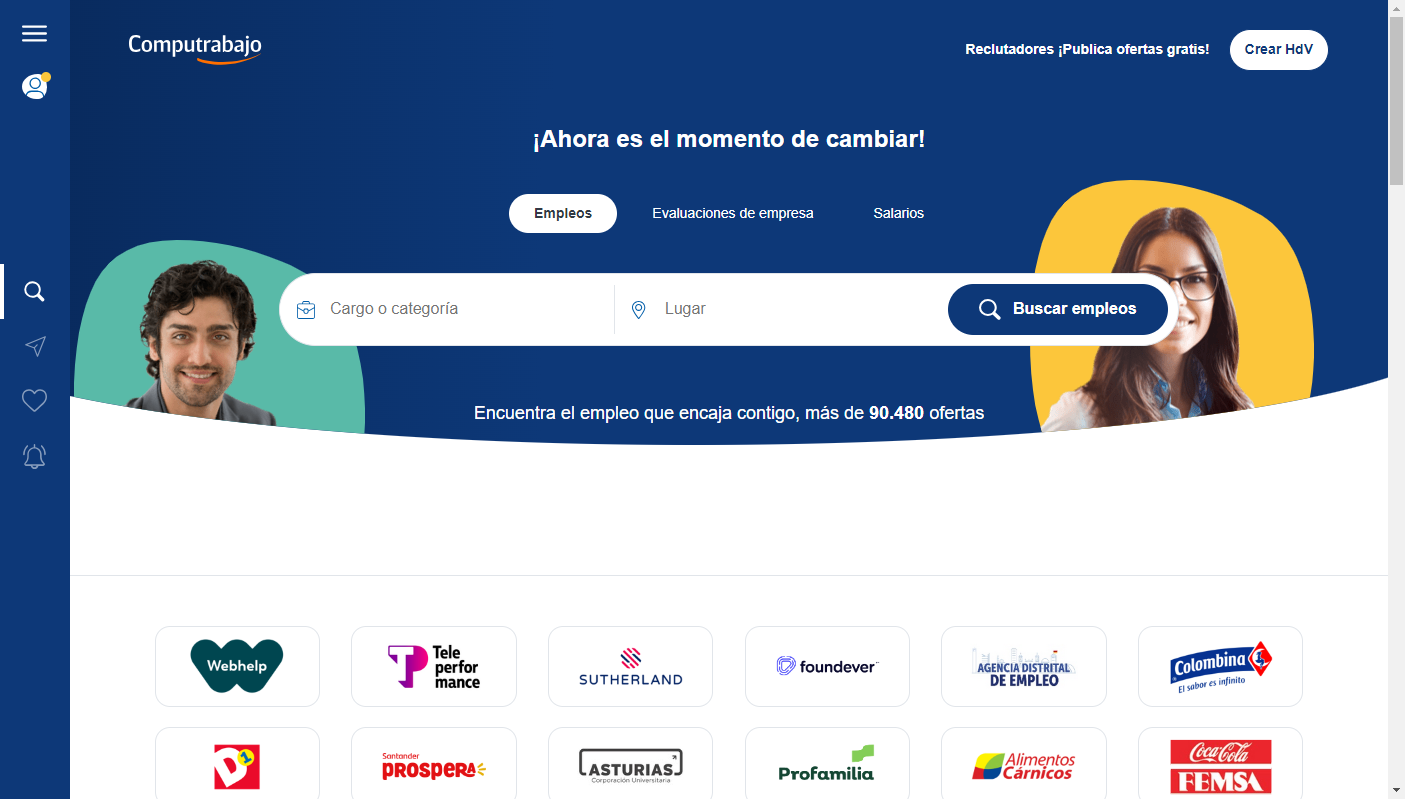 Computrabajo
Reclutadores ¡Publica ofertas gratis!
Crear HdV
¡Ahora es el momento de cambiar!
Empleos
Evaluaciones de empresa
Salarios
Cargo o categoría
Lugar
Buscar empleos
Encuentra el empleo que encaja contigo, más de 90.480 ofertas
Webhelp
Tele
perfor
mance
SUTHERLAND
foundever
AGENCIA DISTRITAL
DE EMPLEO
Colombina
El sabor es infinito
D1
Santander
PROSPERA
ASTURIAS
Corporación Universitaria
Profamilia
Alimentos
Cárnicos
Coca-Cola
FEMSA